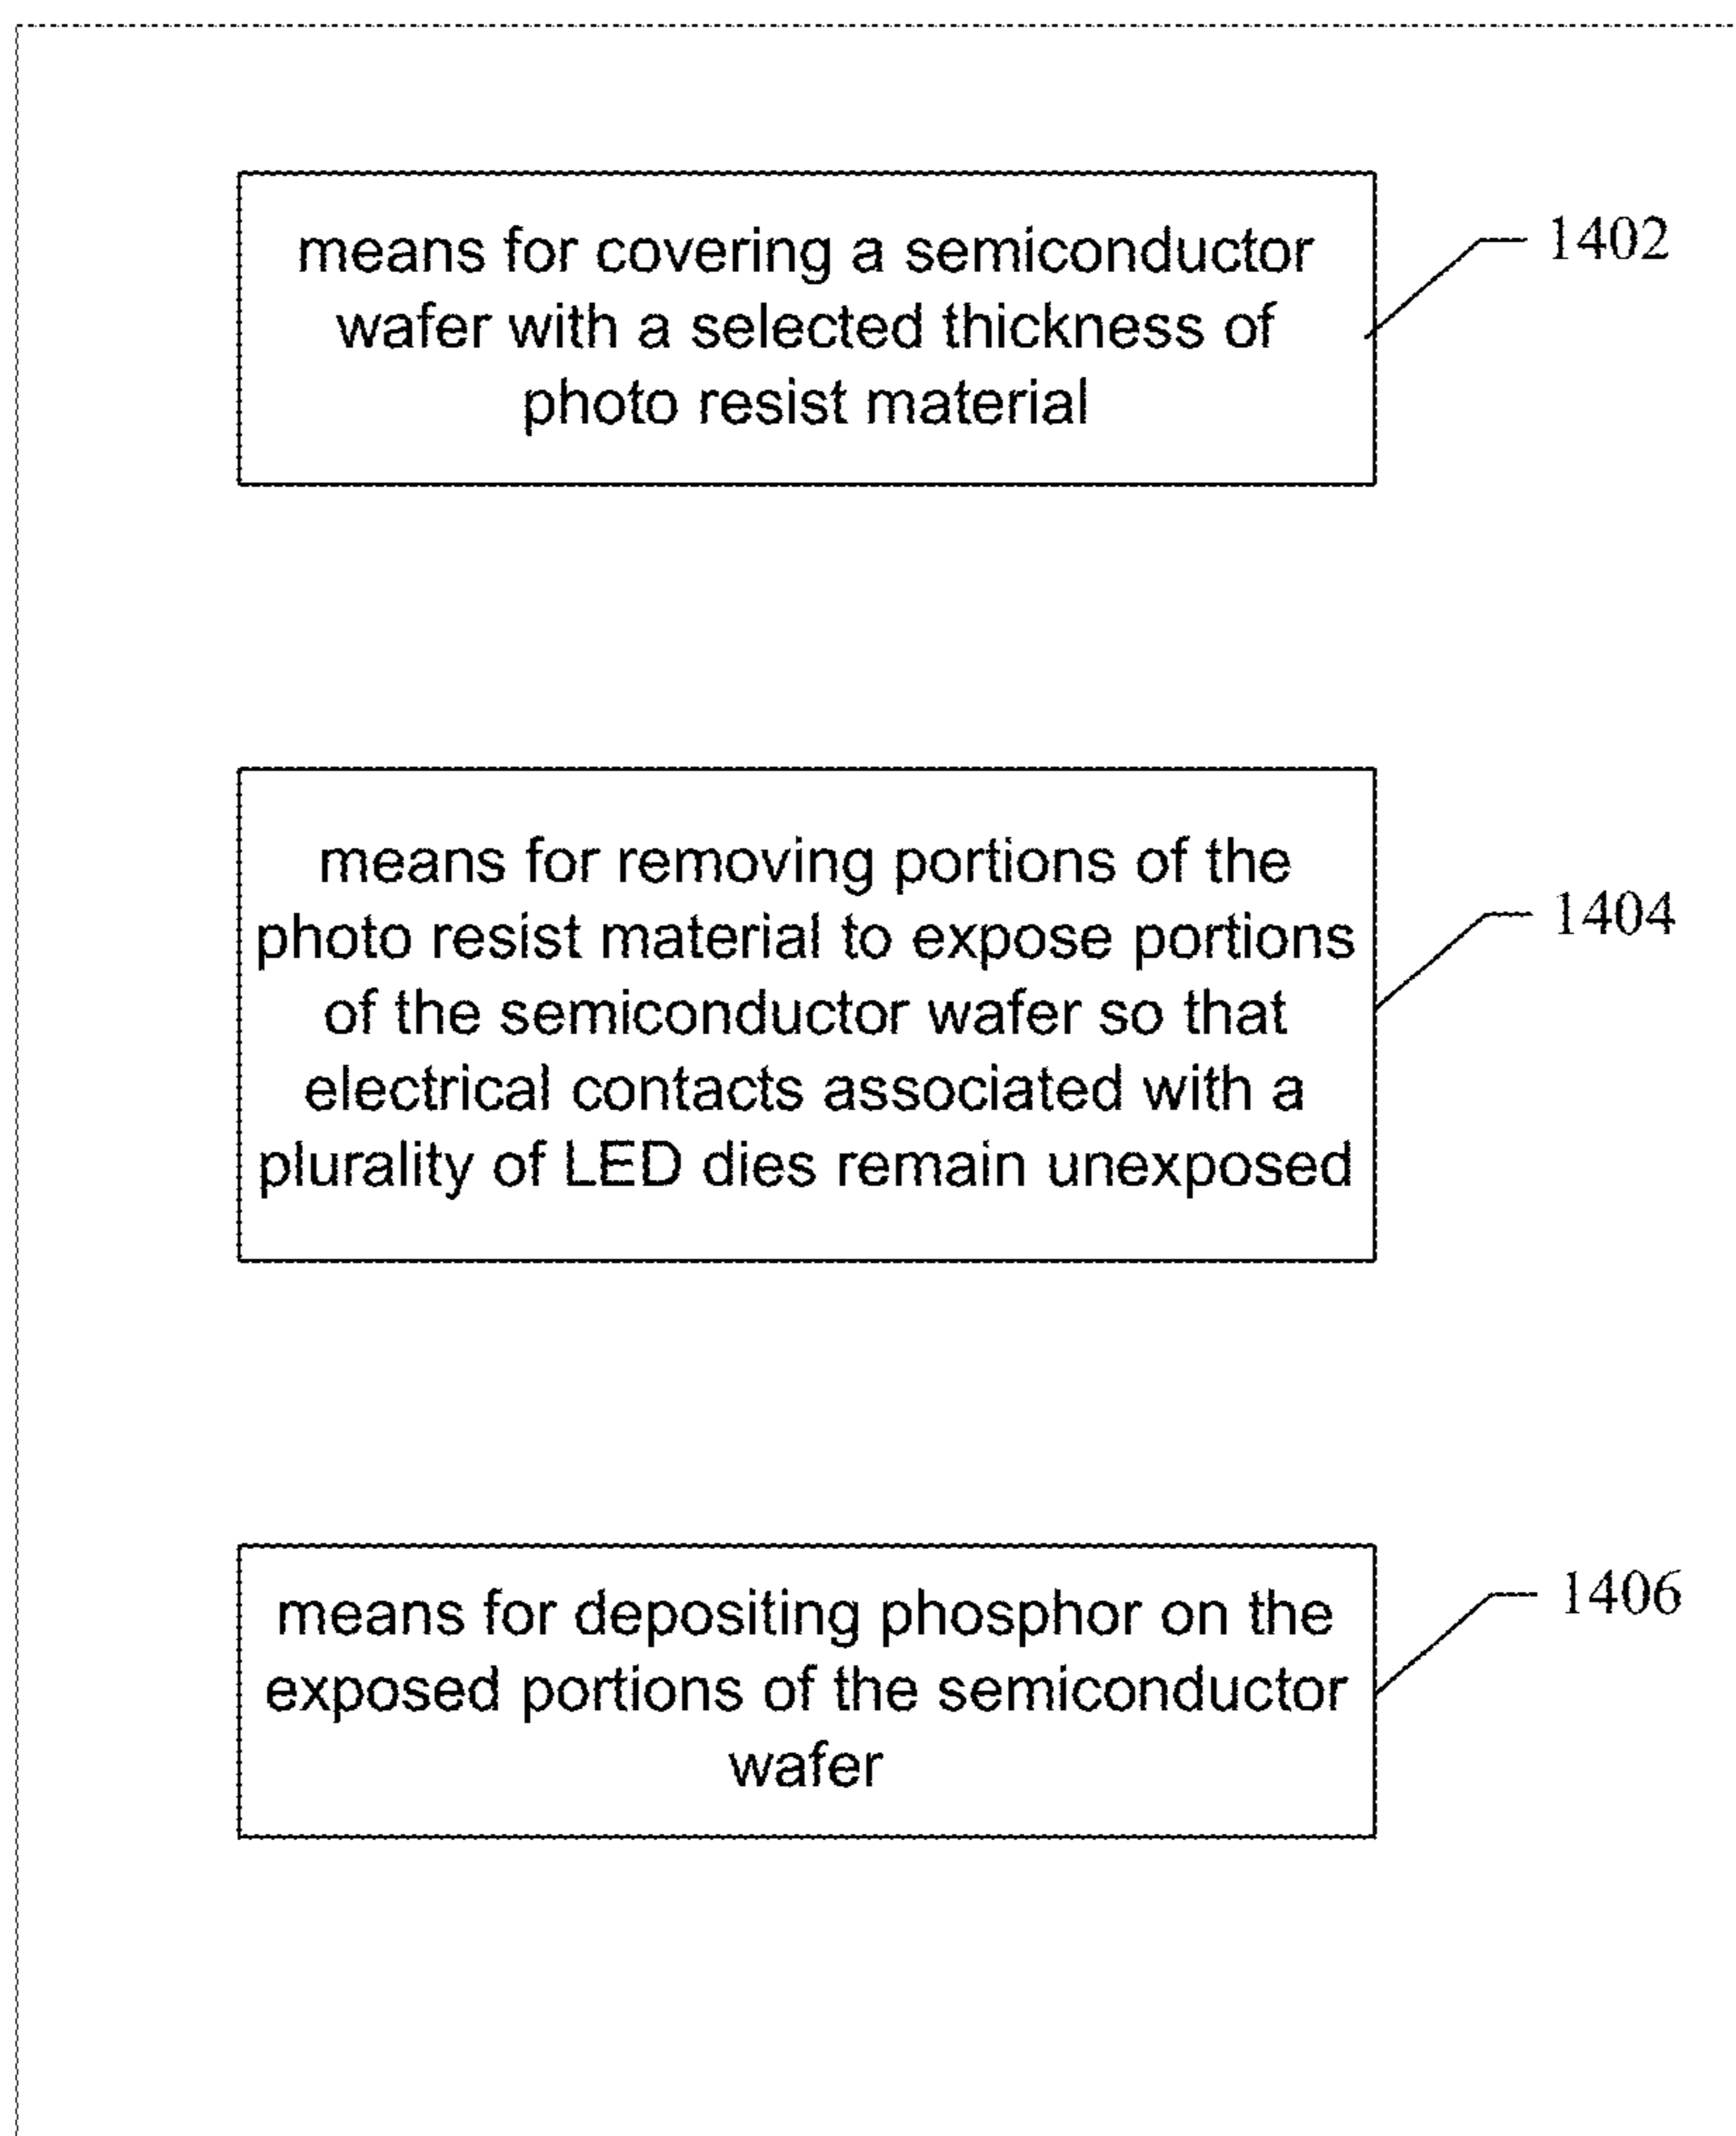 means for covering a semiconductor
wafer with a selected thickness of
photo resist material
1402
means for removing portions of the
photo resist material to expose portions
of the semiconductor wafer so that
electrical contacts associated with a
plurality of LED dies remain unexposed
1404
means for depositing phosphor on the
exposed portions of the semiconductor
wafer
1406